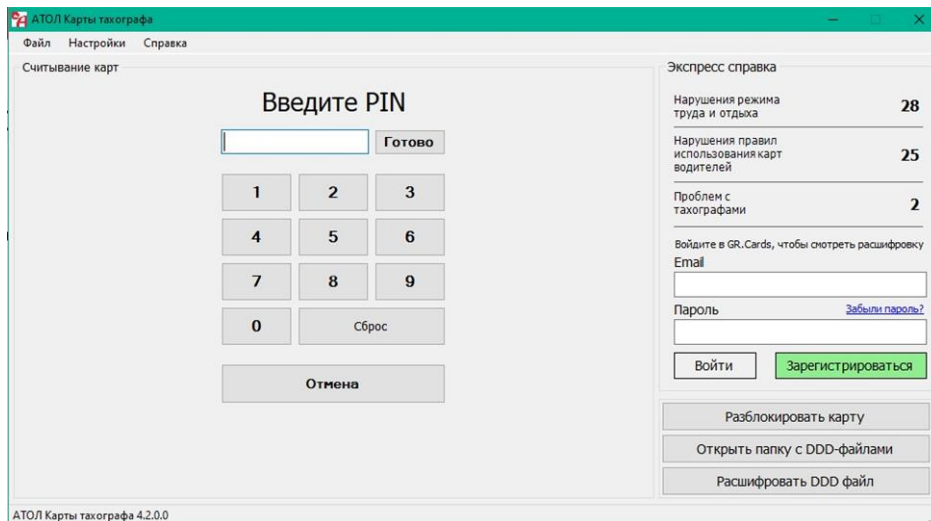 АТОЛ Карты тахографа
Файл Настройки Справка
Считывание карт
Введите PIN
Готово
1 2 3
4 5 6
7 8 9
0 Сброс
Отмена
Экспресс справка
Нарушения режима
труда и отдыха 28
Нарушения правил
использования карт
водителей 25
Проблем с
тахографами 2
Войдите в GR.Cards, чтобы смотреть расшифровку
Email
Пароль Забыли пароль?
Войти Зарегистрироваться
Разблокировать карту
Открыть папку с DDD-файлами
Расшифровать DDD файл
АТОЛ Карты тахографа 4.2.0.0